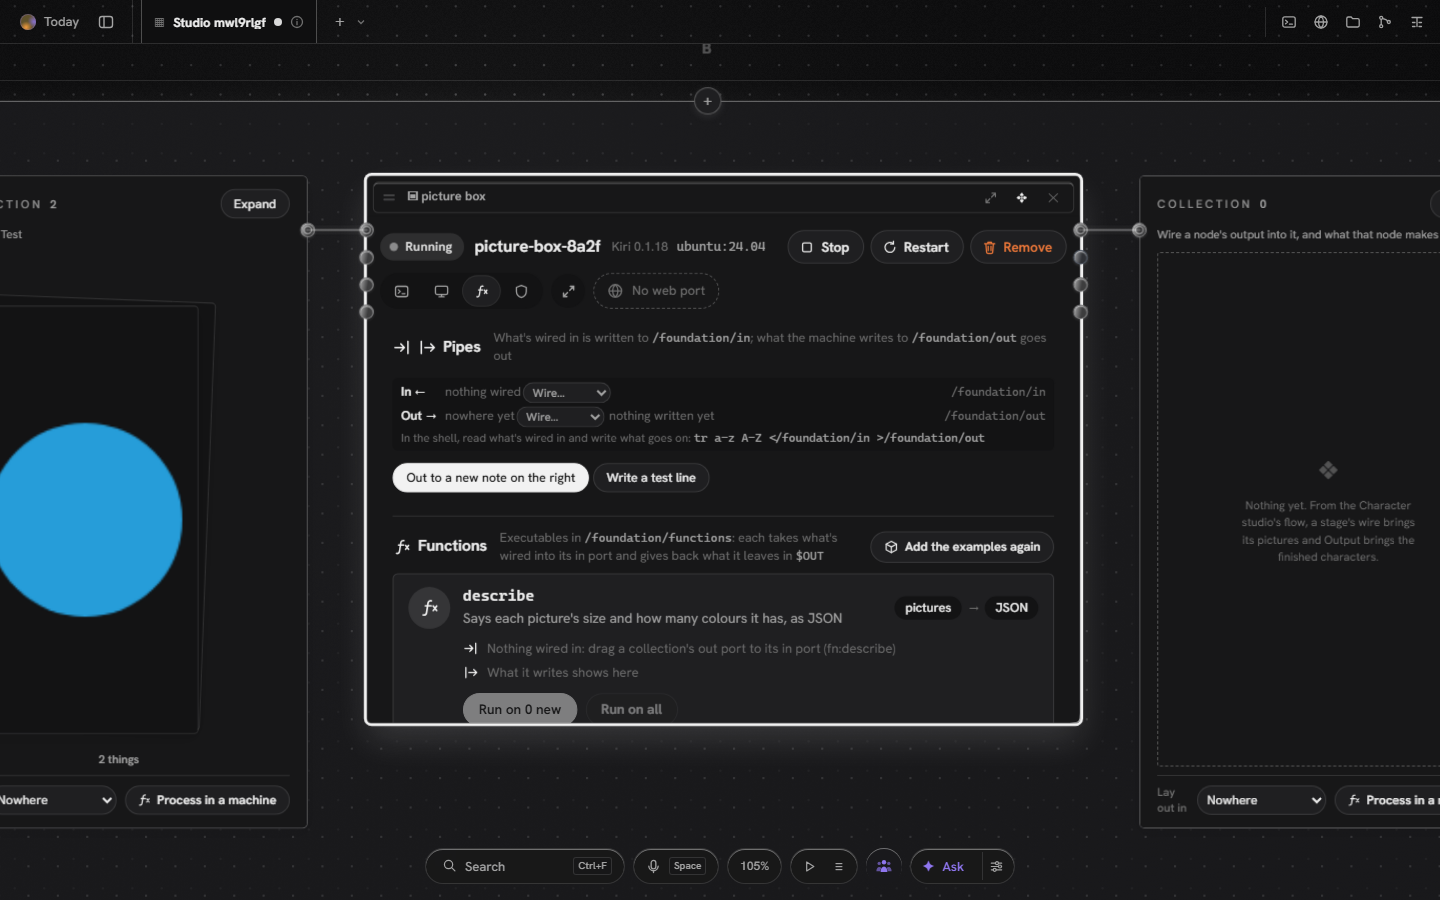 Today
Studio mwl9rlgf
B
CTION 2
Expand
Test
2 things
Nowhere
Process in a machine
picture box
Running
picture-box-8a2f
Kiri 0.1.18
ubuntu:24.04
Stop
Restart
Remove
No web port
Pipes
What's wired in is written to /foundation/in; what the machine writes to /foundation/out goes
out
In ← nothing wired Wire... /foundation/in
Out → nowhere yet Wire... nothing written yet /foundation/out
In the shell, read what's wired in and write what goes on: tr a-z A-Z </foundation/in >/foundation/out
Out to a new note on the right
Write a test line
Functions
Executables in /foundation/functions: each takes what's
wired into its in port and gives back what it leaves in $OUT
Add the examples again
describe
Says each picture's size and how many colours it has, as JSON
pictures → JSON
Nothing wired in: drag a collection's out port to its in port (fn:describe)
What it writes shows here
Run on 0 new
Run on all
COLLECTION 0
Wire a node's output into it, and what that node makes
Nothing yet. From the Character
studio's flow, a stage's wire brings
its pictures and Output brings the
finished characters.
Lay
out in
Nowhere
Process in a
Search
Ctrl+F
Space
105%
Ask